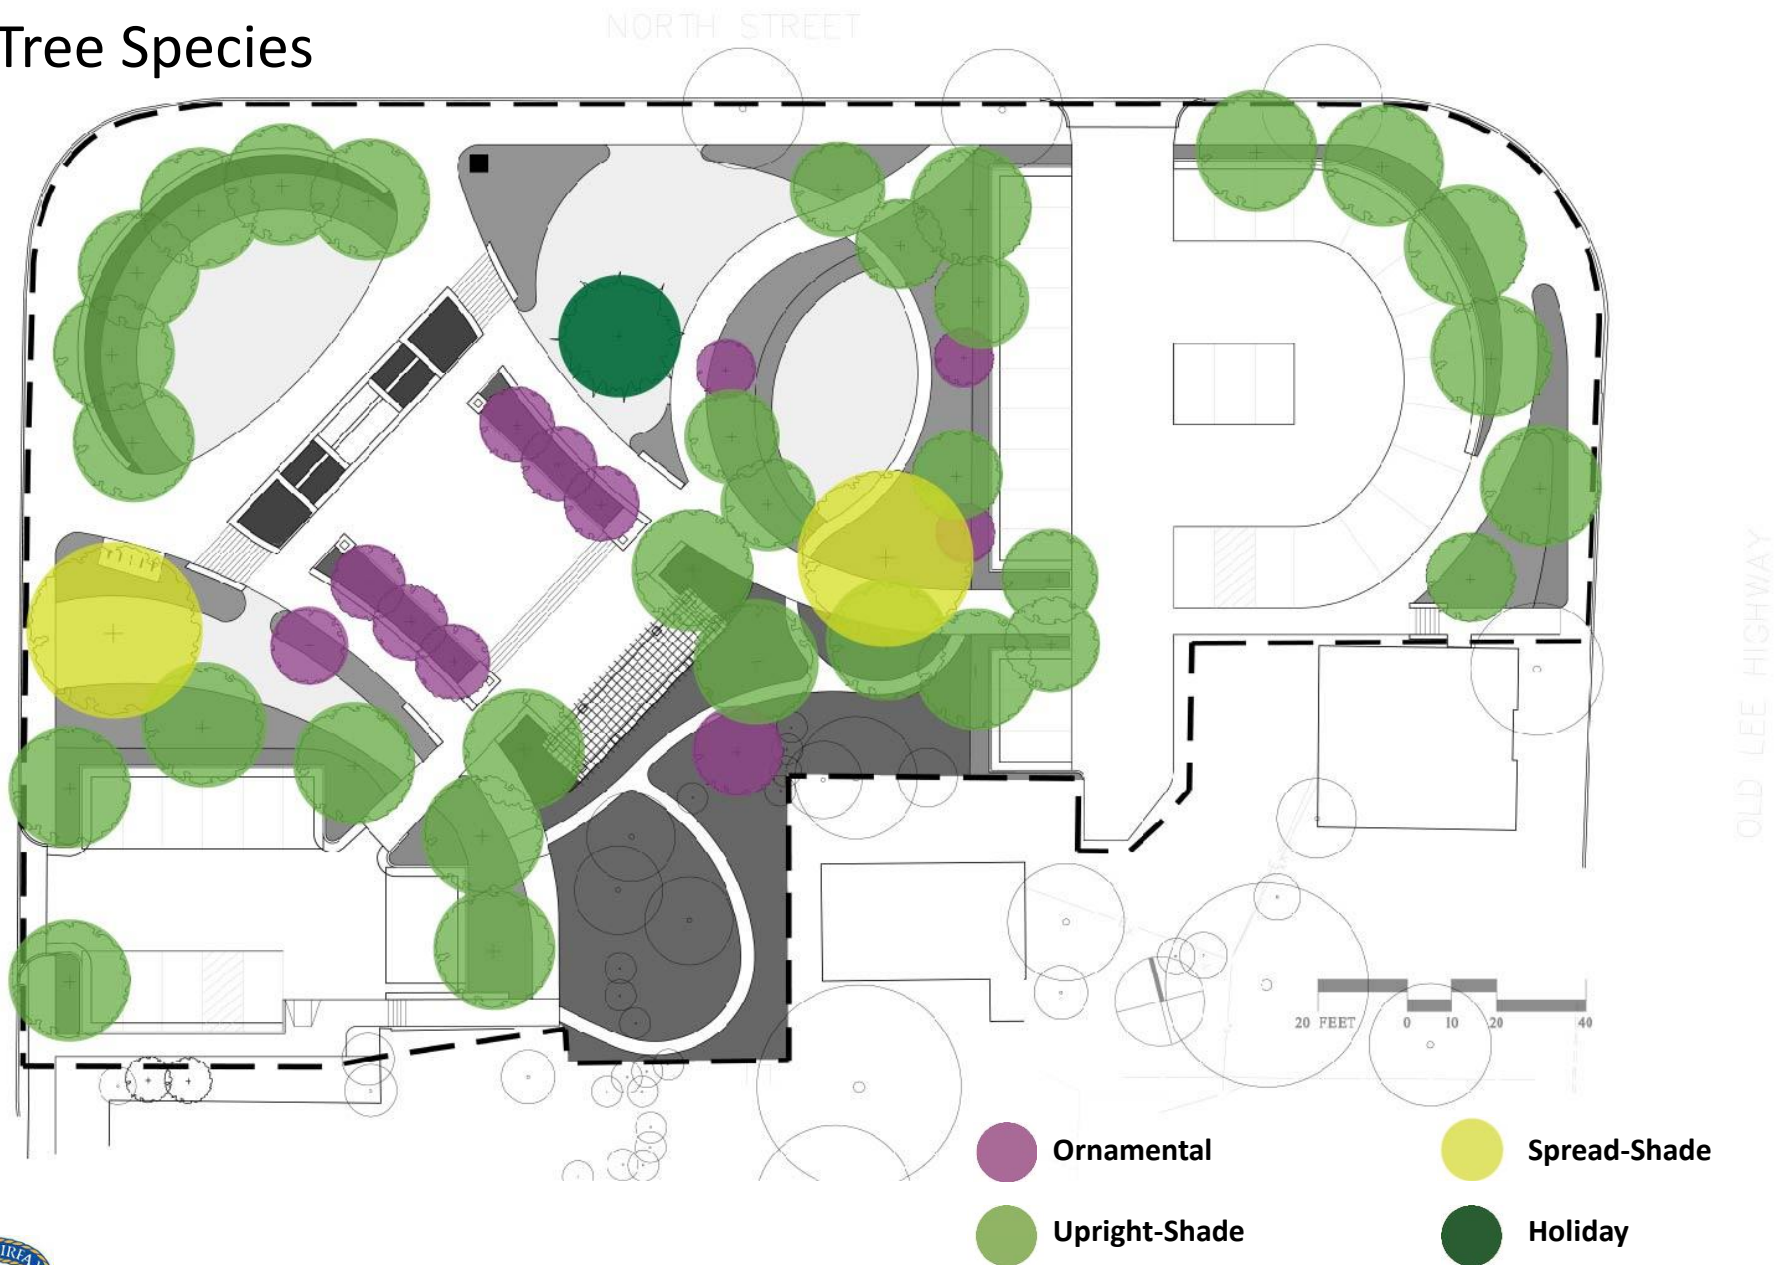 Tree Species
NORTH STREET
OLD LEE HIGHWAY
20 FEET 0 10 20 40
Ornamental
Spread-Shade
Upright-Shade
Holiday